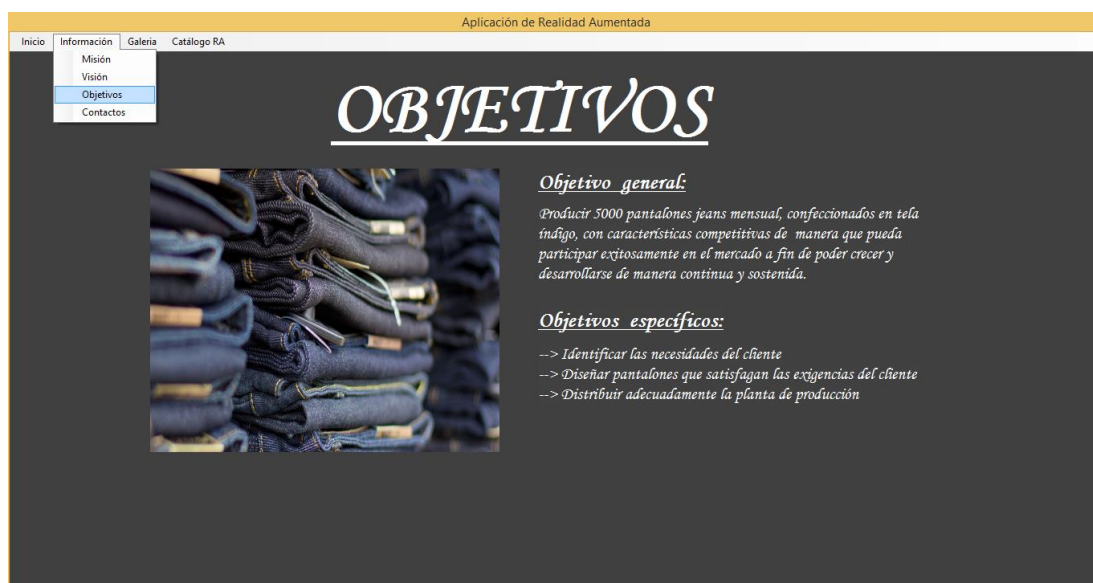 Aplicación de Realidad Aumentada
Inicio Información Galeria Catálogo RA
Misión
Visión
Objetivos
Contactos
OBJETIVOS
Objetivo general:
Producir 5000 pantalones jeans mensual, confeccionados en tela
índigo, con características competitivas de manera que pueda
participar exitosamente en el mercado a fin de poder crecer y
desarrollarse de manera continua y sostenida.
Objetivos específicos:
--> Identificar las necesidades del cliente
--> Diseñar pantalones que satisfagan las exigencias del cliente
--> Distribuir adecuadamente la planta de producción